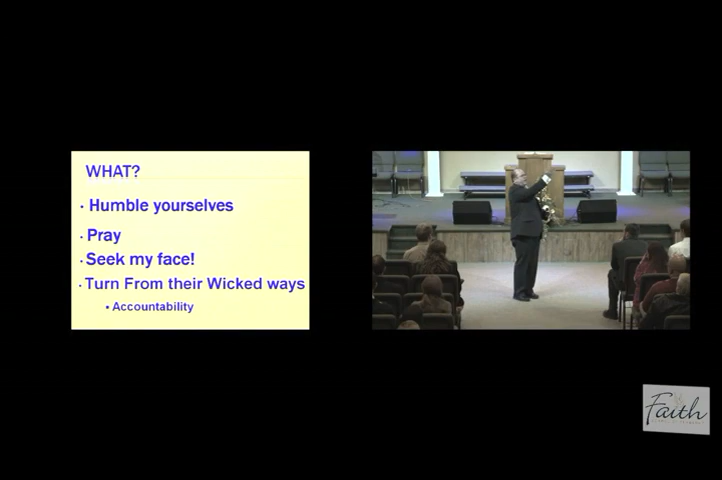 WHAT?
• Humble yourselves
• Pray
• Seek my face!
• Turn From their Wicked ways
• Accountability
Faith